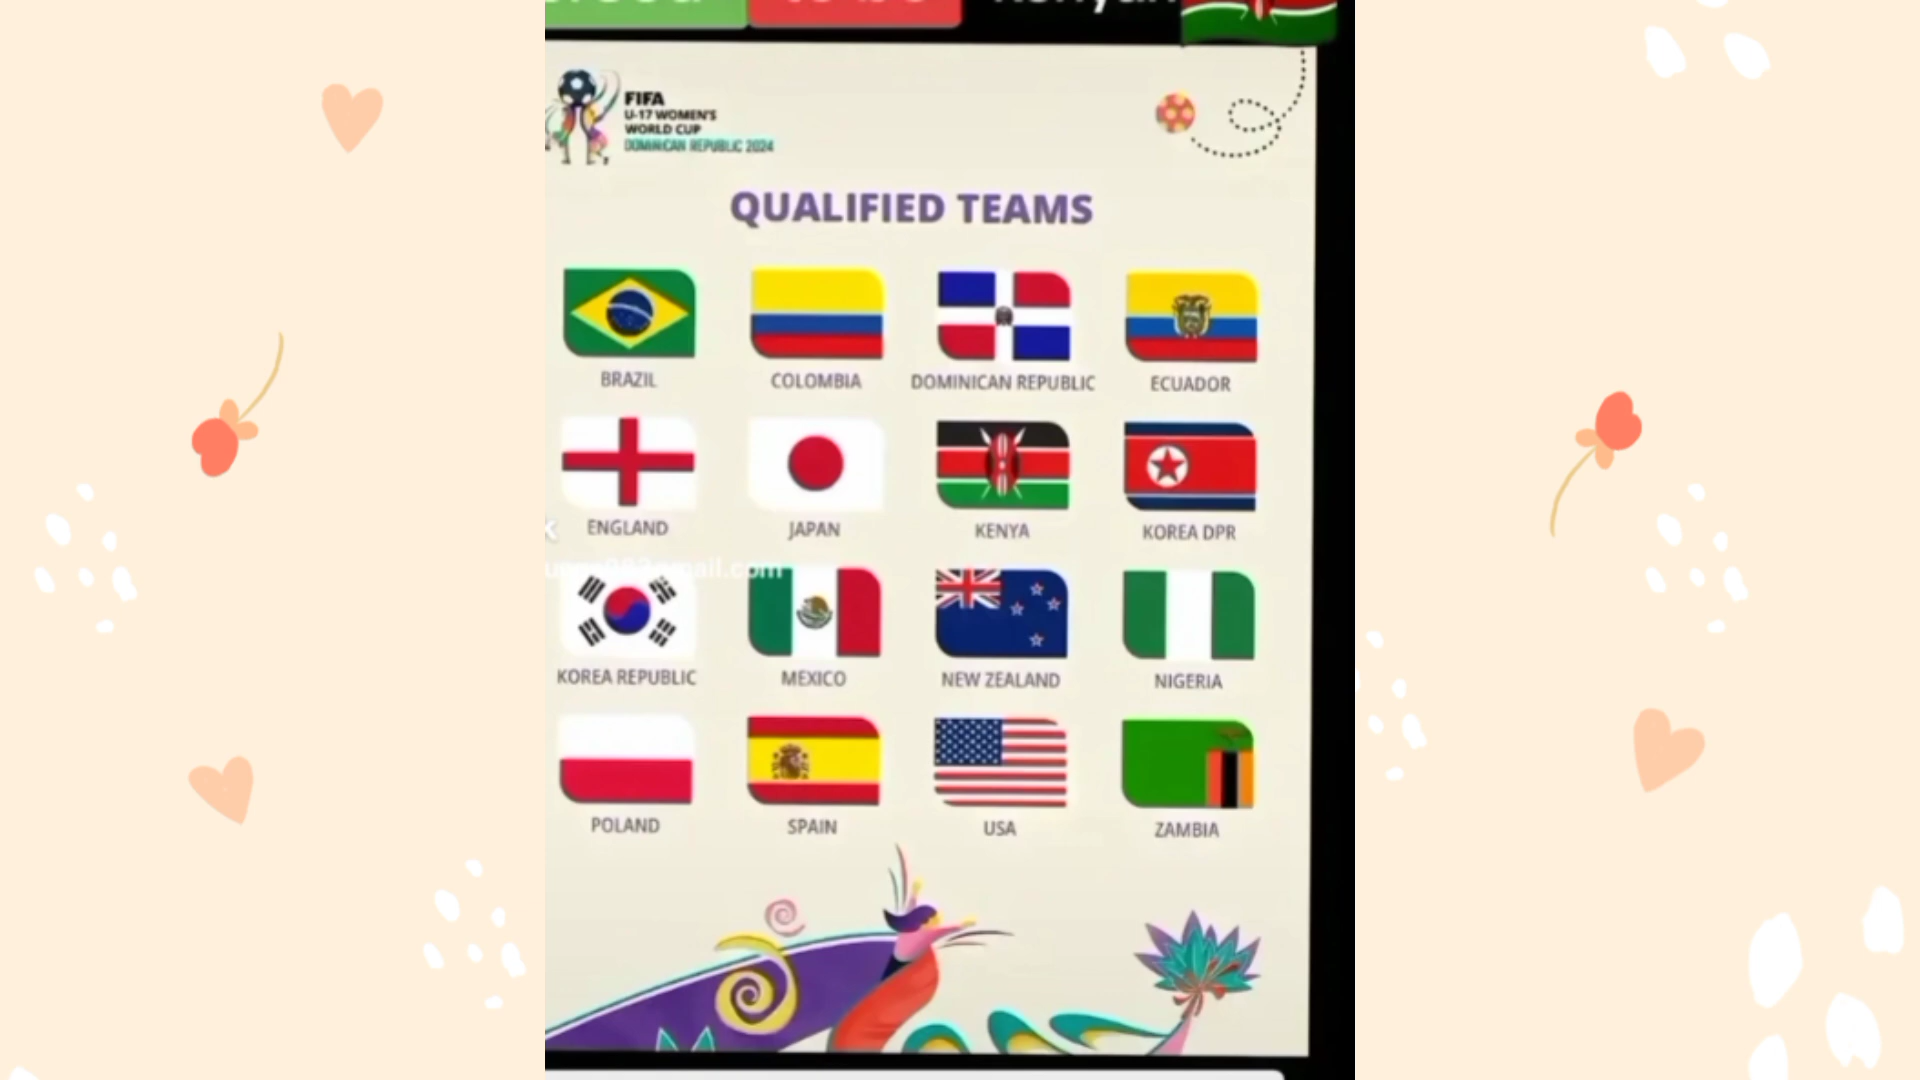 FIFA
U-17 WOMEN'S
WORLD CUP
DOMINICAN REPUBLIC 2024
QUALIFIED TEAMS
BRAZIL COLOMBIA DOMINICAN REPUBLIC ECUADOR
ENGLAND JAPAN KENYA KOREA DPR
KOREA REPUBLIC MEXICO NEW ZEALAND NIGERIA
POLAND SPAIN USA ZAMBIA